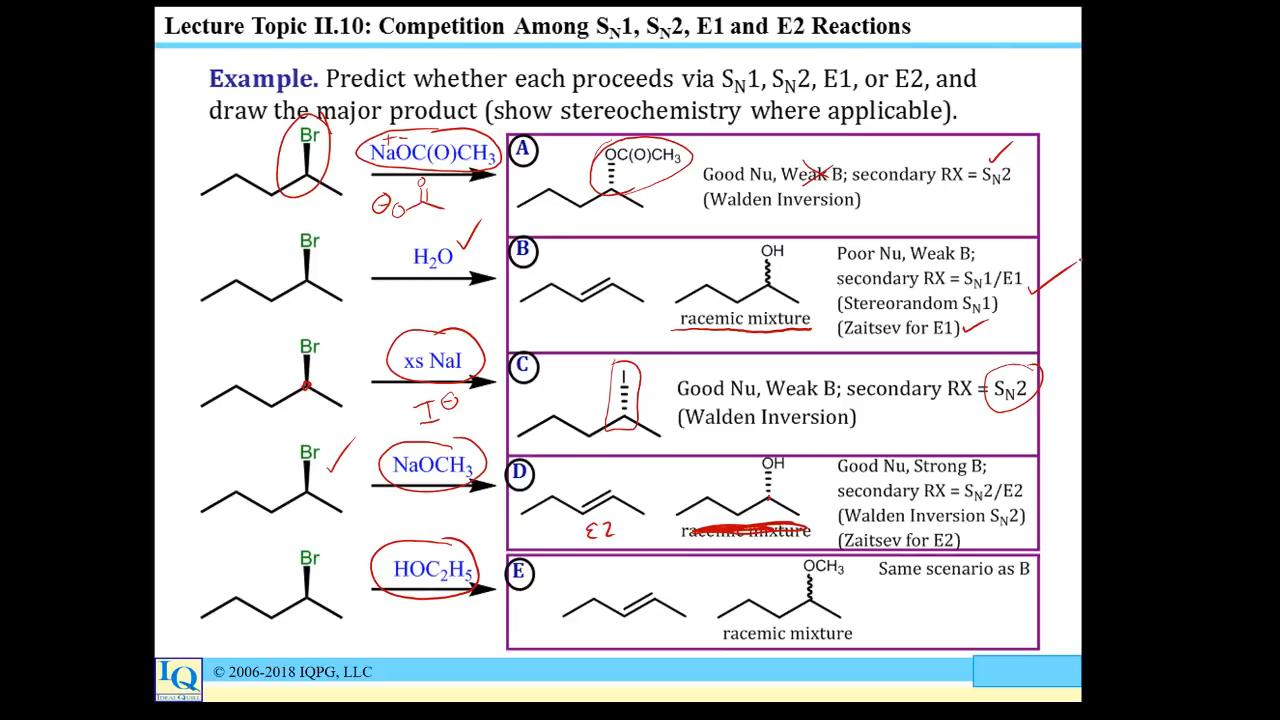 Lecture Topic II.10: Competition Among SN1, SN2, E1 and E2 Reactions
Example. Predict whether each proceeds via SN1, SN2, E1, or E2, and
draw the major product (show stereochemistry where applicable).
Br
+ -
NaOC(O)CH3
O
⊖O
A
OC(O)CH3
Good Nu, Weak B; secondary RX = SN2
(Walden Inversion)
Br
H2O
B
OH
racemic mixture
Poor Nu, Weak B;
secondary RX = SN1/E1
(Stereorandom SN1)
(Zaitsev for E1)
Br
xs NaI
I⊖
C
I
Good Nu, Weak B; secondary RX = SN2
(Walden Inversion)
Br
NaOCH3
D
E2
OH
racemic mixture
Good Nu, Strong B;
secondary RX = SN2/E2
(Walden Inversion SN2)
(Zaitsev for E2)
Br
HOC2H5
E
OCH3
racemic mixture
Same scenario as B
IQ
IDEAL QUILL
© 2006-2018 IQPG, LLC